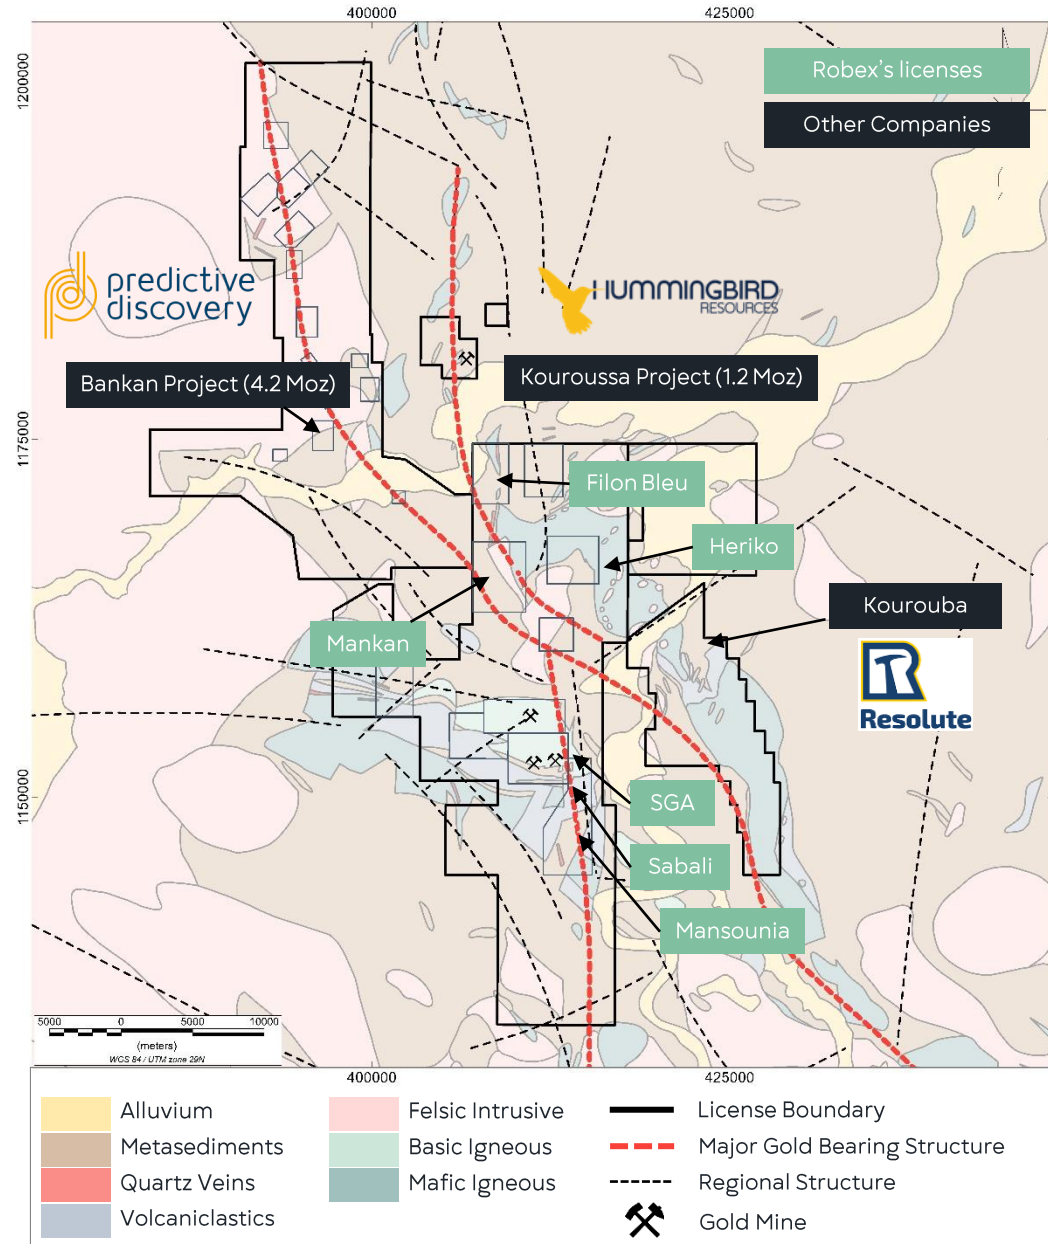 400000
425000
1200000
Robex's licenses
Other Companies
predictive
discovery
HUMMINGBIRD
RESOURCES
Bankan Project (4.2 Moz)
Kouroussa Project (1.2 Moz)
1175000
Filon Bleu
Heriko
Kourouba
Mankan
Resolute
1150000
SGA
Sabali
Mansounia
5000 0 5000 10000
(meters)
WGS 84 / UTM zone 29N
400000
425000
Alluvium
Metasediments
Quartz Veins
Volcaniclastics
Felsic Intrusive
Basic Igneous
Mafic Igneous
License Boundary
Major Gold Bearing Structure
Regional Structure
Gold Mine